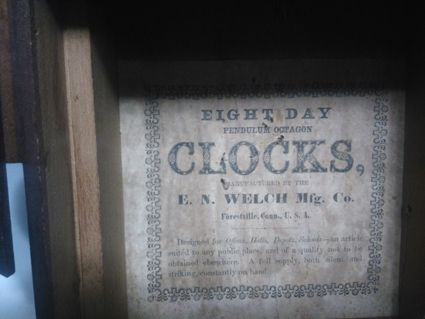 EIGHT DAY
PENDULUM OCTAGON
CLOCKS,
MANUFACTURED BY THE
E. N. WELCH Mfg. Co.
Forestville, Conn., U. S. A.
Designed for Offices, Halls, Depots, Schools—an article
suited to any public place, and of a quality not to be
obtained elsewhere. A full supply, both silent and
striking, constantly on hand